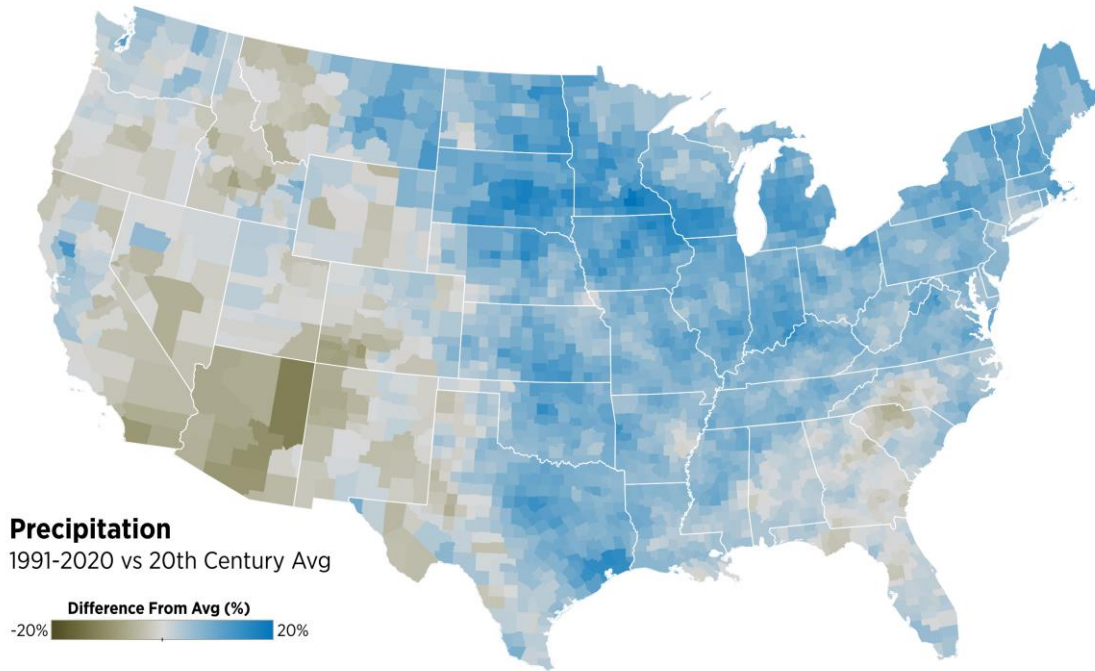 Precipitation
1991-2020 vs 20th Century Avg
Difference From Avg (%)
-20% 20%